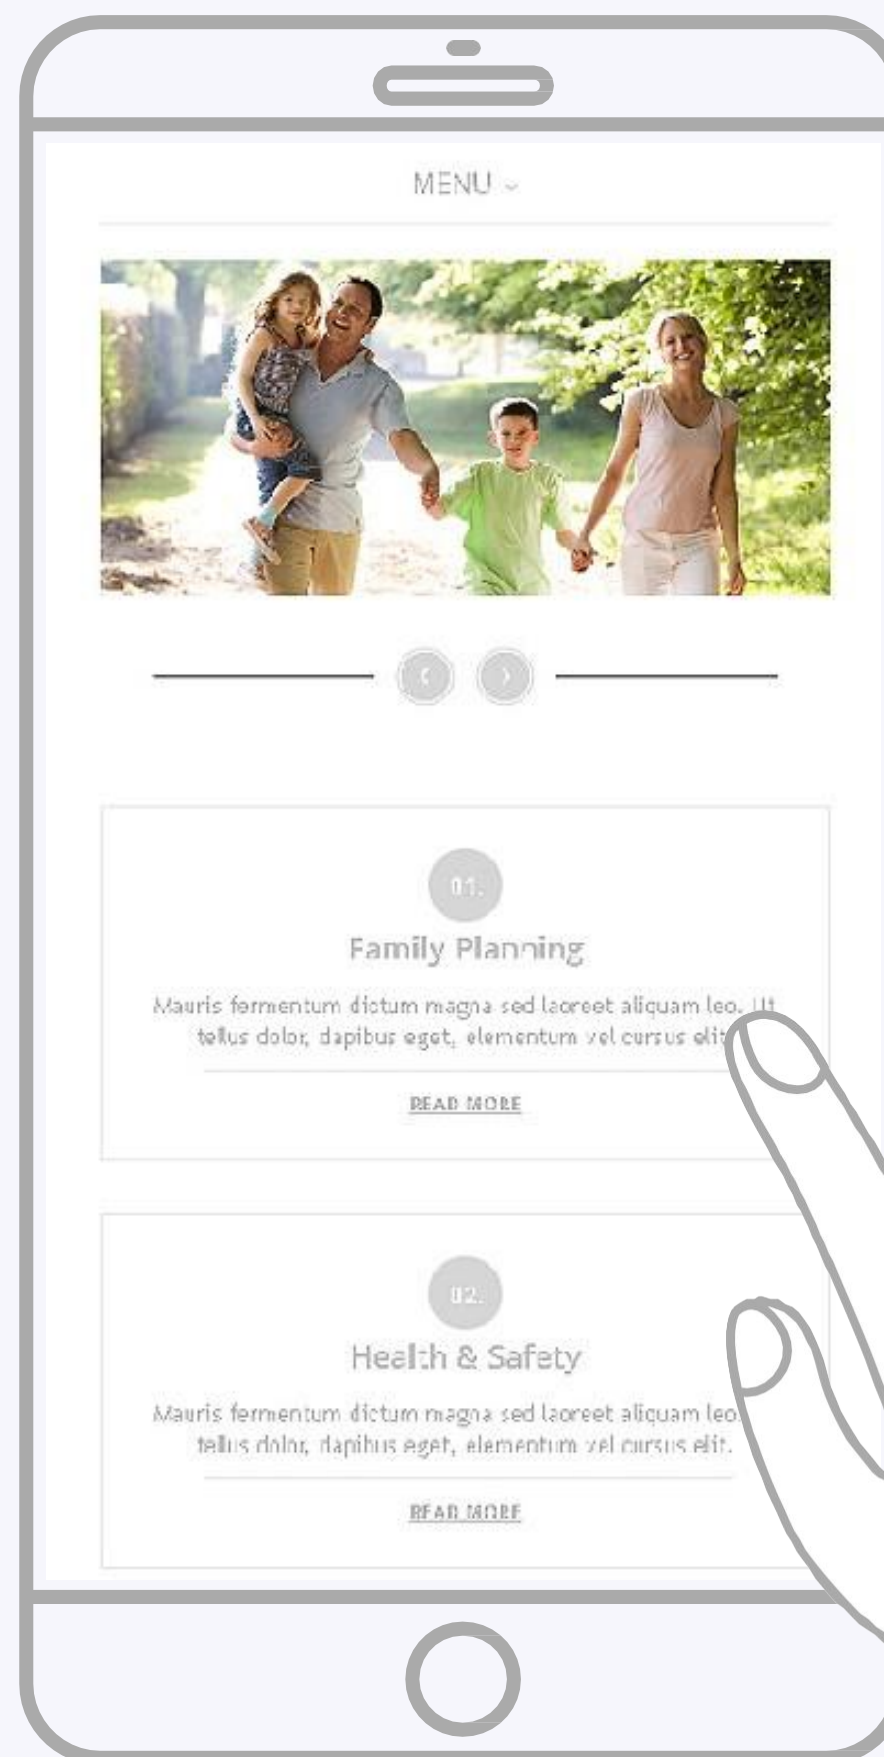 MENU
01.
Family Planning
Mauris fermentum dictum magna sed laoreet aliquam leo. Ut
tellus dolor, dapibus eget, elementum vel cursus elit
READ MORE
02.
Health & Safety
Mauris fermentum dictum magna sed laoreet aliquam leo.
tellus dolor, dapibus eget, elementum vel cursus elit.
READ MORE